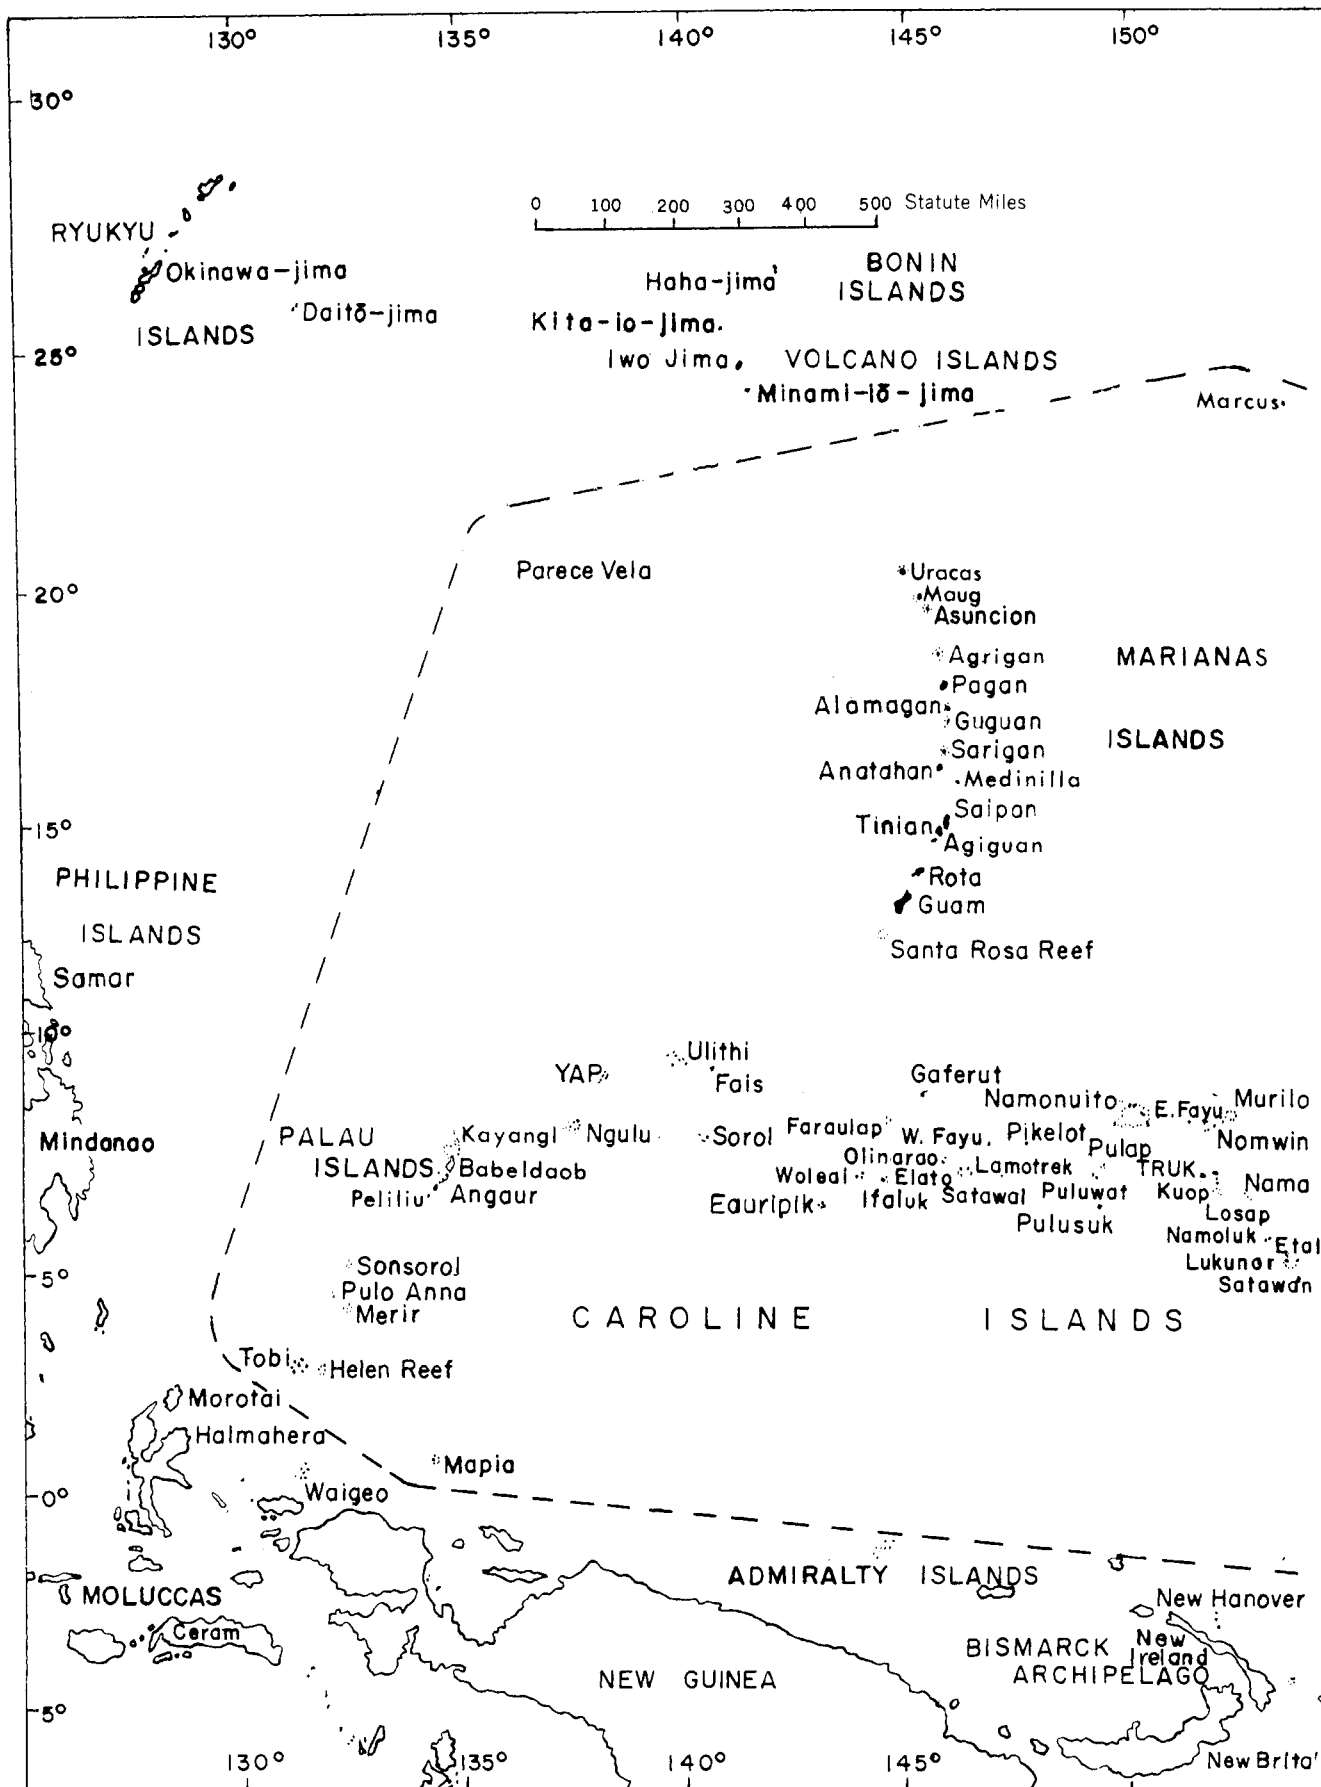 130° 135° 140° 145° 150°
30°
0 100 200 300 400 500 Statute Miles
RYUKYU
Okinawa-jima
BONIN
Haha-jima
ISLANDS
Daitō-jima
Kita-io-jima
ISLANDS
25°
Iwo Jima
VOLCANO ISLANDS
Minami-iō-jima
Marcus
Parece Vela
Uracas
20°
Maug
Asuncion
Agrigan
MARIANAS
Pagan
Alamagan
Guguan
ISLANDS
Sarigan
Anatahan
Medinilla
Saipan
15°
Tinian
Agiguan
PHILIPPINE
Rota
Guam
ISLANDS
Santa Rosa Reef
Samar
10°
Ulithi
YAP
Fais
Gaferut
Namonuito
E. Fayu
Murilo
Mindanao
PALAU
Kayangl
Ngulu
Sorol
Faraulap
W. Fayu.
Pikelot
Pulap
Nomwin
ISLANDS
Babeldaob
Olinarao
Woleai
Elato
Lamotrek
TRUK
Peleliu
Angaur
Eauripik
Ifaluk
Satawal
Puluwat
Kuop
Nama
Pulusuk
Losap
Namoluk
Etal
Sonsorol
Lukunor
5°
Satawan
Pulo Anna
Merir
CAROLINE ISLANDS
Tobi
Helen Reef
Morotai
Halmahera
Mapia
0°
Waigeo
ADMIRALTY ISLANDS
MOLUCCAS
New Hanover
Ceram
BISMARCK
New
Ireland
ARCHIPELAGO
NEW GUINEA
5°
130° 135° 140° 145°
New Brita'